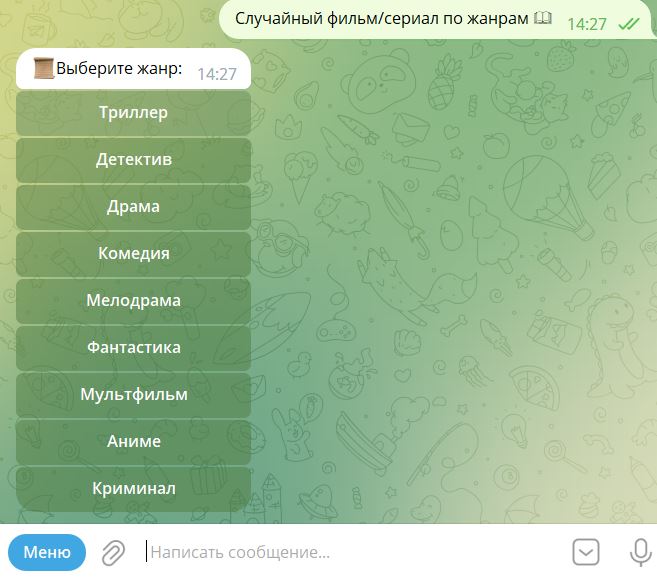 Случайный фильм/сериал по жанрам 📖 14:27
📜Выберите жанр: 14:27
Триллер
Детектив
Драма
Комедия
Мелодрама
Фантастика
Мультфильм
Аниме
Криминал
Меню Написать сообщение...